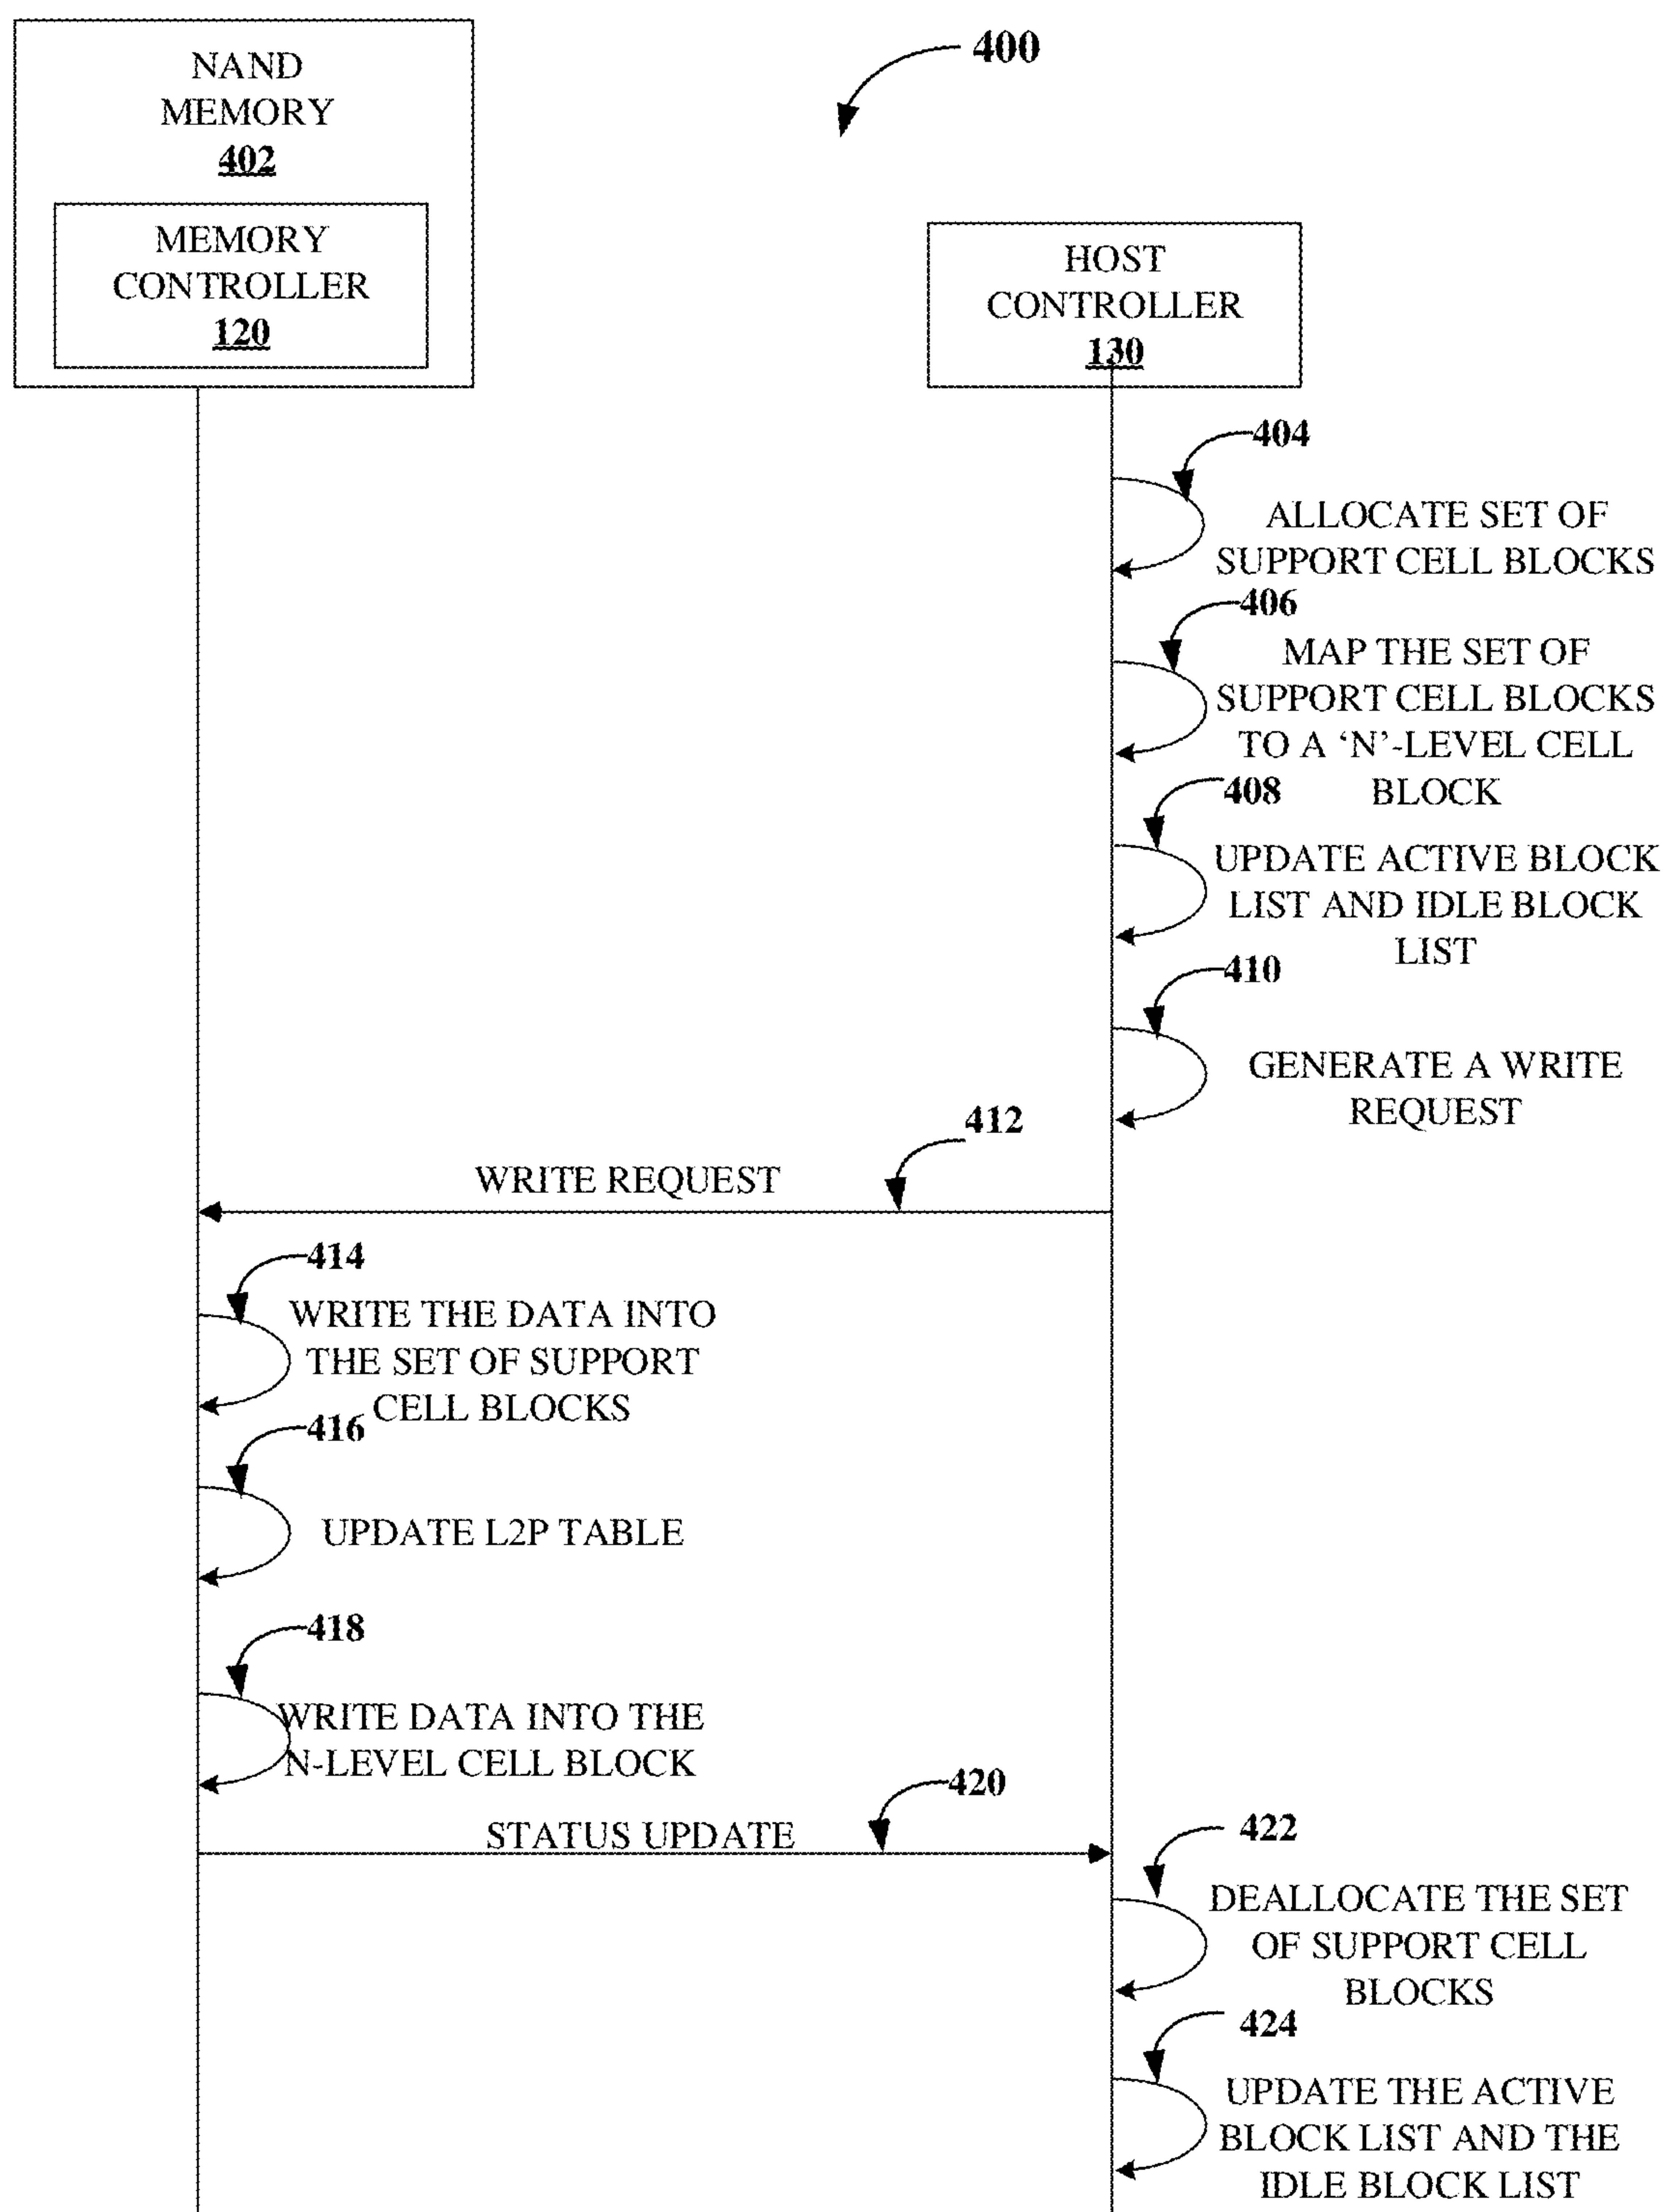 NAND
MEMORY
402
MEMORY
CONTROLLER
120
400
HOST
CONTROLLER
130
404
ALLOCATE SET OF
SUPPORT CELL BLOCKS
406
MAP THE SET OF
SUPPORT CELL BLOCKS
TO A ‘N’-LEVEL CELL
BLOCK
408
UPDATE ACTIVE BLOCK
LIST AND IDLE BLOCK
LIST
410
GENERATE A WRITE
REQUEST
412
WRITE REQUEST
414
WRITE THE DATA INTO
THE SET OF SUPPORT
CELL BLOCKS
416
UPDATE L2P TABLE
418
WRITE DATA INTO THE
N-LEVEL CELL BLOCK
420
STATUS UPDATE
422
DEALLOCATE THE SET
OF SUPPORT CELL
BLOCKS
424
UPDATE THE ACTIVE
BLOCK LIST AND THE
IDLE BLOCK LIST